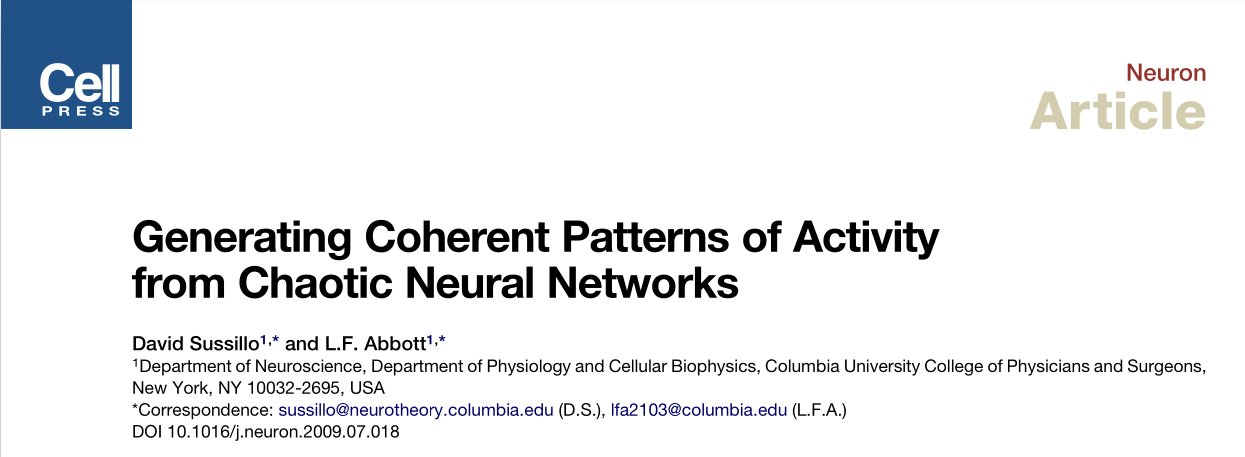 Cell
PRESS
Neuron
Article
Generating Coherent Patterns of Activity
from Chaotic Neural Networks
David Sussillo1,* and L.F. Abbott1,*
1Department of Neuroscience, Department of Physiology and Cellular Biophysics, Columbia University College of Physicians and Surgeons,
New York, NY 10032-2695, USA
*Correspondence: sussillo@neurotheory.columbia.edu (D.S.), lfa2103@columbia.edu (L.F.A.)
DOI 10.1016/j.neuron.2009.07.018